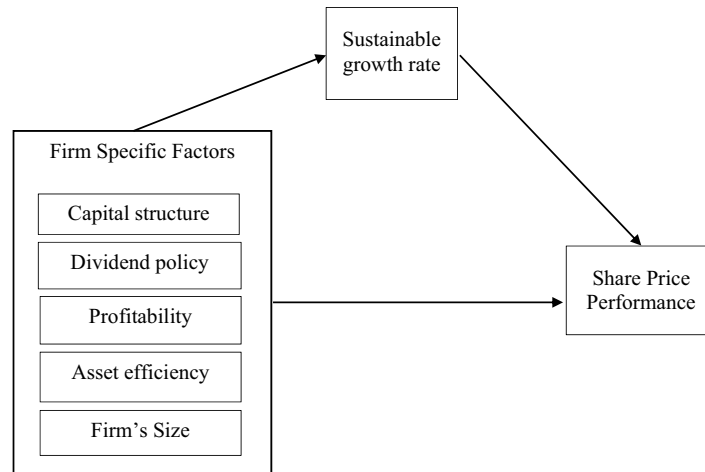 Sustainable
growth rate
Firm Specific Factors
Capital structure
Dividend policy
Profitability
Asset efficiency
Firm’s Size
Share Price
Performance